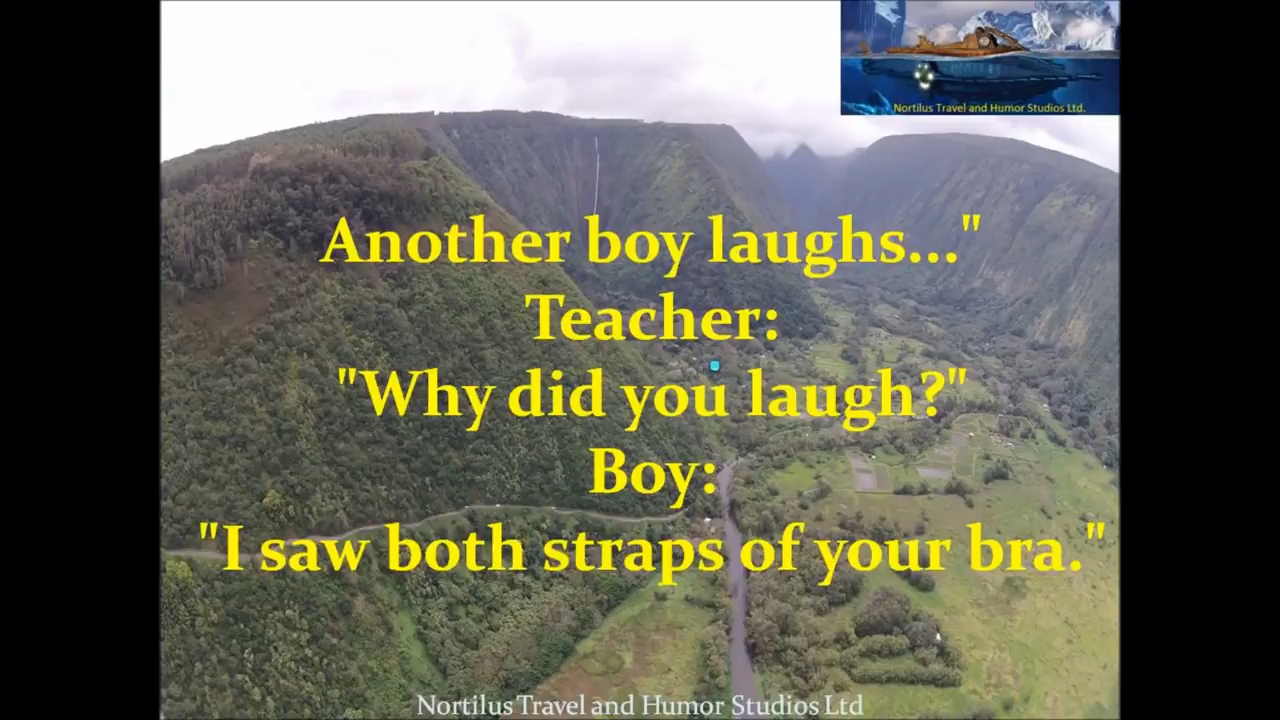 Nortilus Travel and Humor Studios Ltd.
Another boy laughs..."
Teacher:
"Why did you laugh?"
Boy:
"I saw both straps of your bra."
Nortilus Travel and Humor Studios Ltd